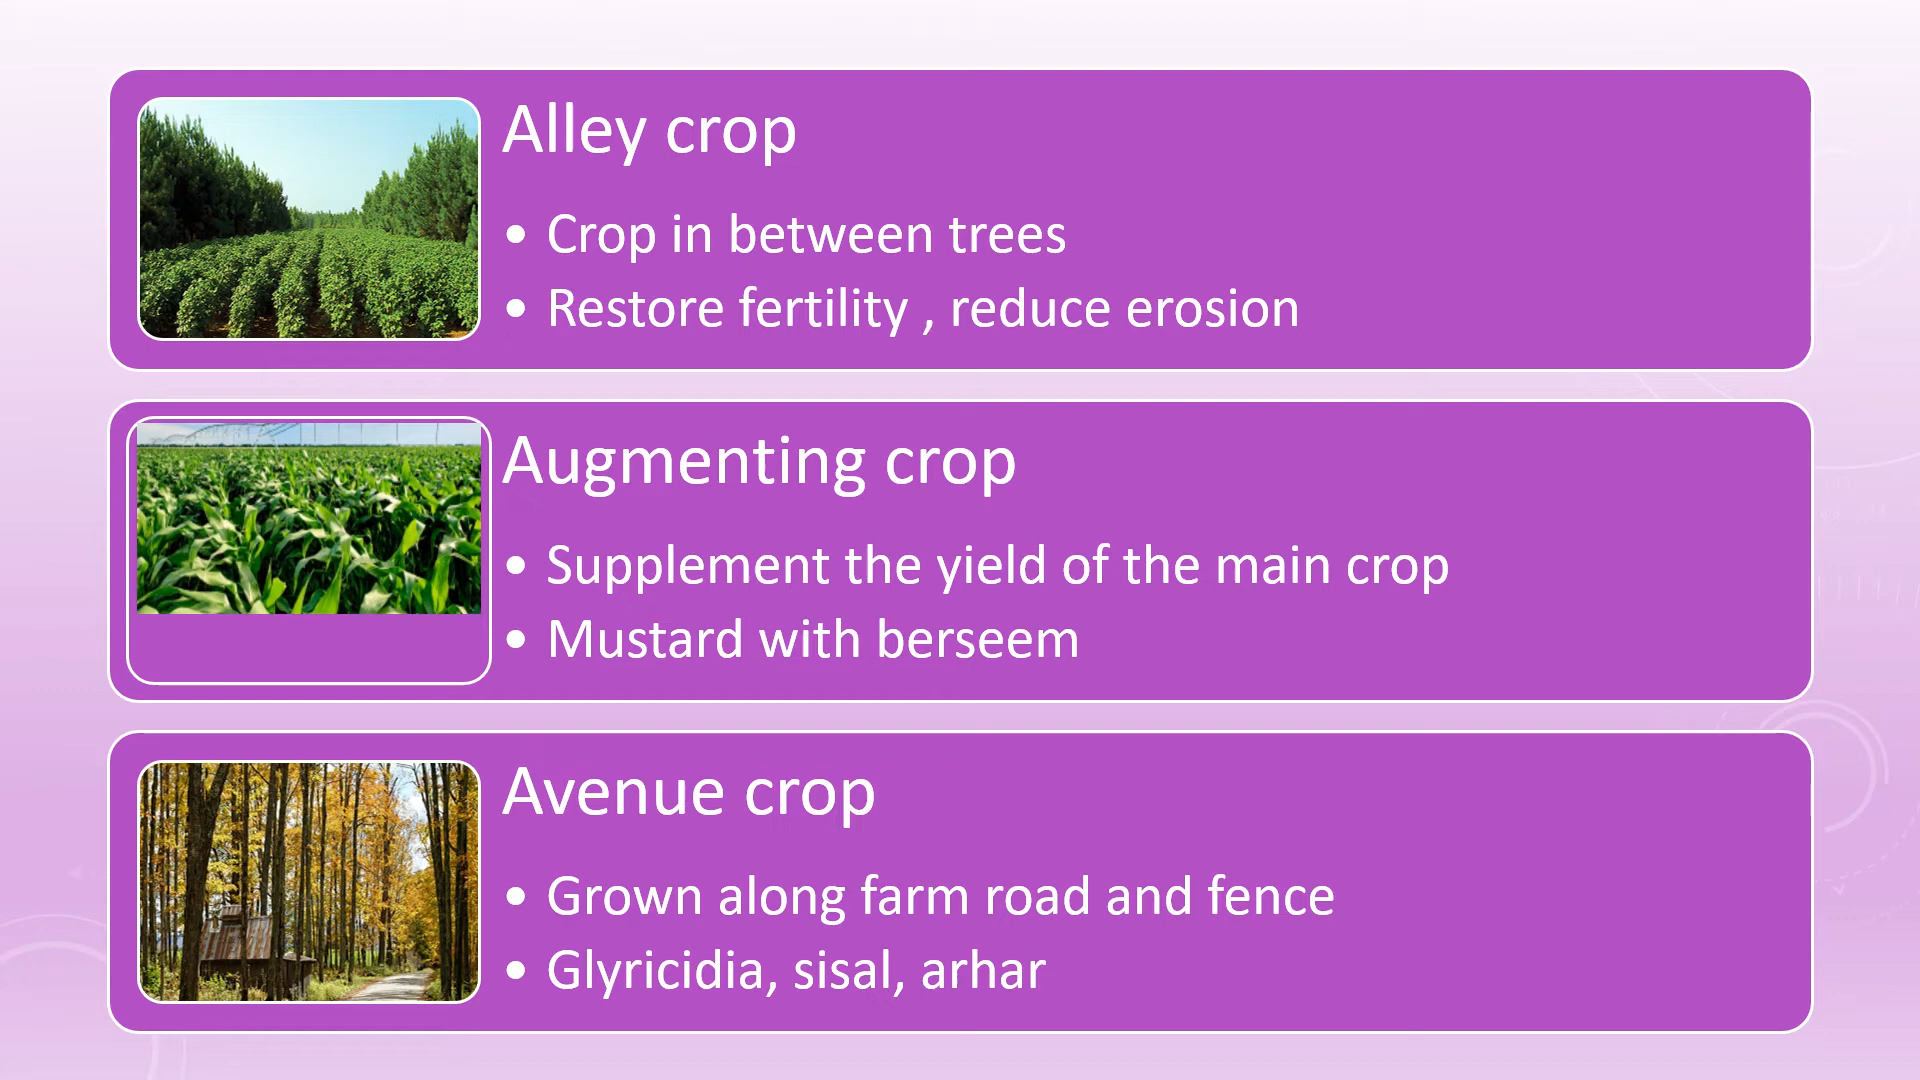 Alley crop
• Crop in between trees
• Restore fertility , reduce erosion
Augmenting crop
• Supplement the yield of the main crop
• Mustard with berseem
Avenue crop
• Grown along farm road and fence
• Glyricidia, sisal, arhar